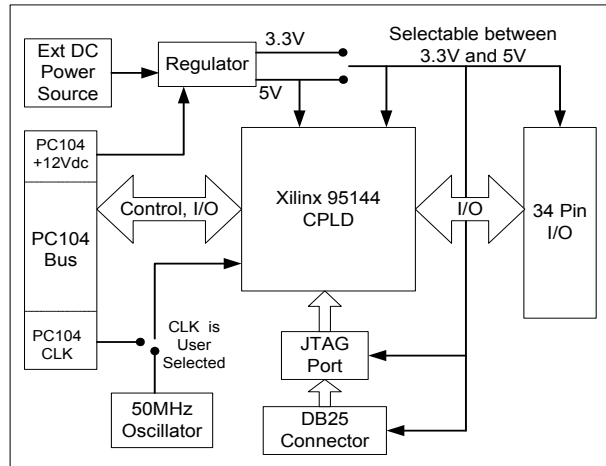 Ext DC
Power
Source
Regulator
3.3V
5V
Selectable between
3.3V and 5V
PC104
+12Vdc
PC104
Bus
PC104
CLK
Control, I/O
Xilinx 95144
CPLD
I/O
34 Pin
I/O
CLK is
User
Selected
50MHz
Oscillator
JTAG
Port
DB25
Connector